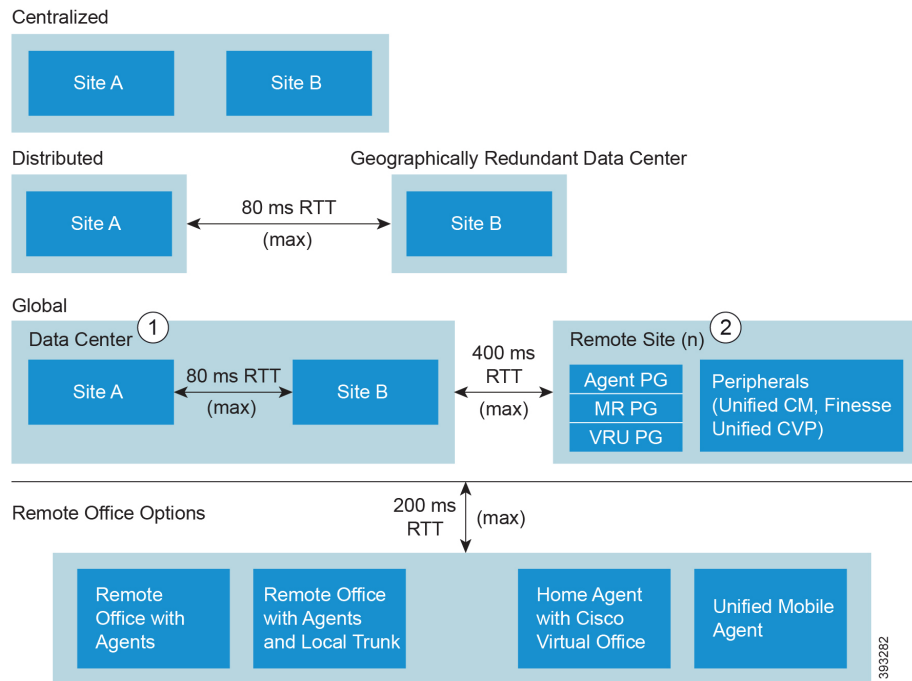 Centralized
Site A
Site B
Distributed
Geographically Redundant Data Center
Site A
80 ms RTT
(max)
Site B
Global
Data Center
1
Site A
80 ms RTT
(max)
Site B
400 ms
RTT
(max)
Remote Site (n)
2
Agent PG
MR PG
VRU PG
Peripherals
(Unified CM, Finesse
Unified CVP)
Remote Office Options
200 ms
RTT
(max)
Remote
Office with
Agents
Remote Office
with Agents
and Local Trunk
Home Agent
with Cisco
Virtual Office
Unified Mobile
Agent
393282